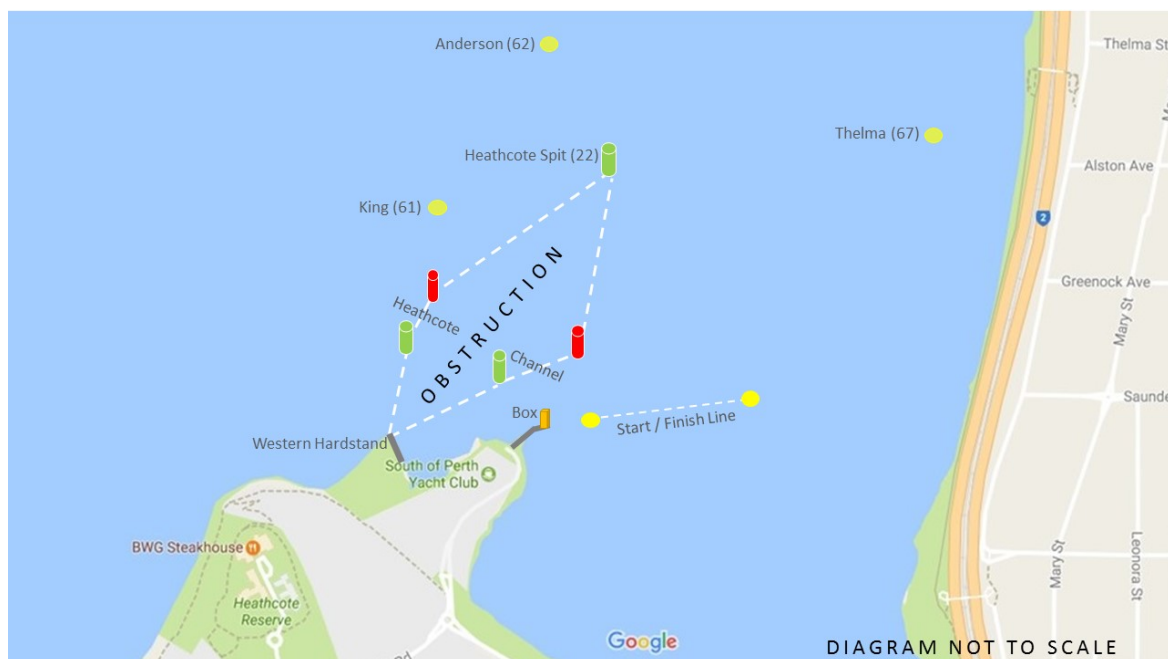 Anderson (62)
Thelma St
Thelma (67)
Heathcote Spit (22)
Alston Ave
King (61)
2
Greenock Ave
Heathcote
OBSTRUCTION
Channel
Mary St
Box
Start / Finish Line
Saunde
Western Hardstand
South of Perth
Yacht Club
BWG Steakhouse
Mary St
Leonora St
Heathcote
Reserve
Google
DIAGRAM NOT TO SCALE